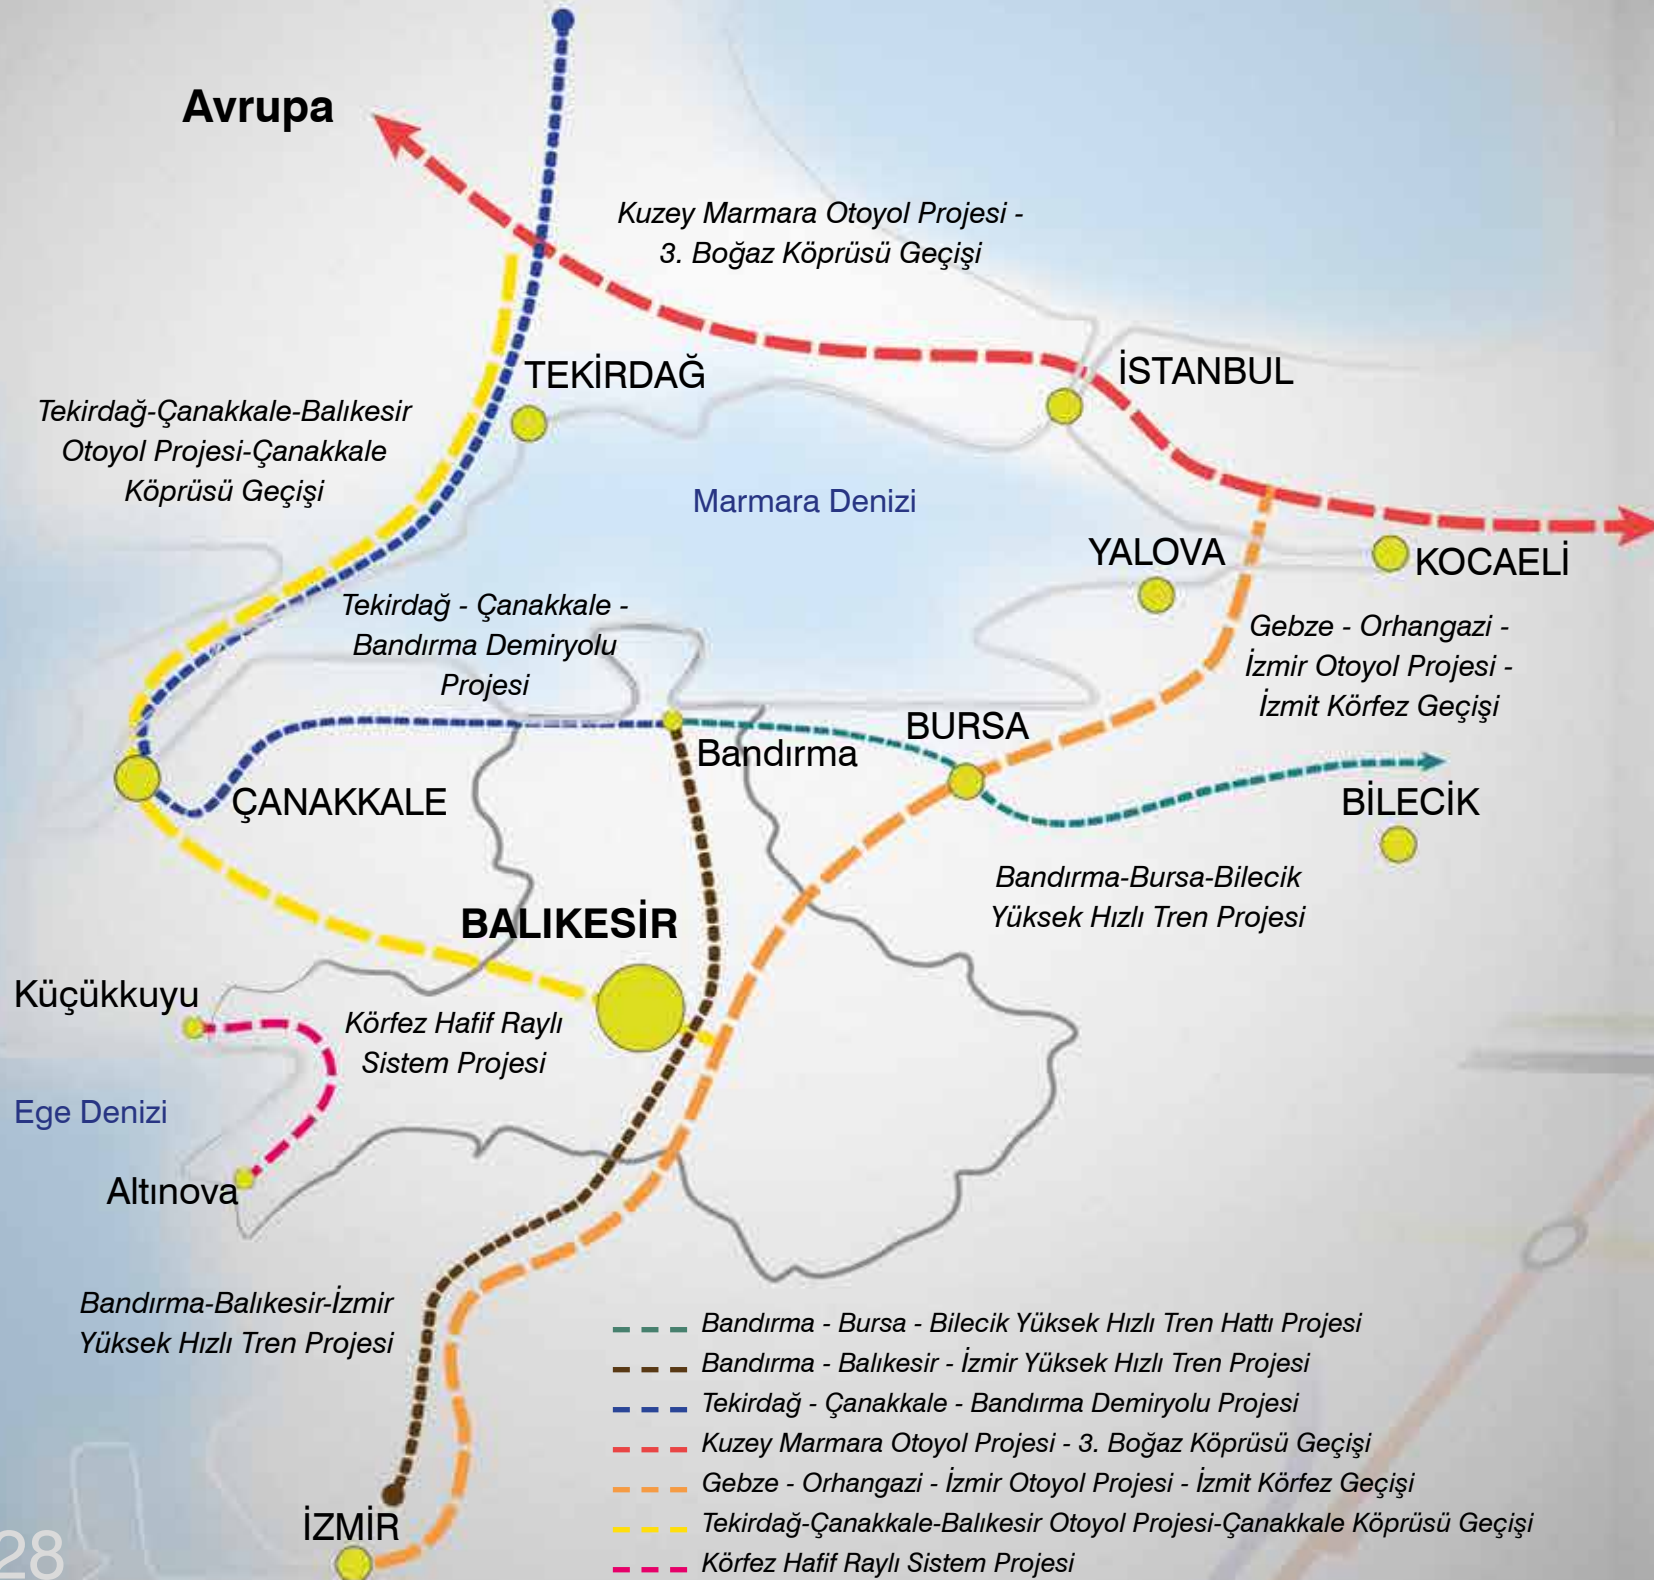 Avrupa
Kuzey Marmara Otoyol Projesi -
3. Boğaz Köprüsü Geçişi
TEKİRDAĞ
İSTANBUL
Tekirdağ-Çanakkale-Balıkesir
Otoyol Projesi-Çanakkale
Köprüsü Geçişi
Marmara Denizi
YALOVA
KOCAELİ
Tekirdağ - Çanakkale -
Bandırma Demiryolu
Projesi
Gebze - Orhangazi -
İzmir Otoyol Projesi -
İzmit Körfez Geçişi
BURSA
Bandırma
ÇANAKKALE
BİLECİK
Bandırma-Bursa-Bilecik
Yüksek Hızlı Tren Projesi
BALIKESİR
Küçükkuyu
Körfez Hafif Raylı
Sistem Projesi
Ege Denizi
Altınova
Bandırma-Balıkesir-İzmir
Yüksek Hızlı Tren Projesi
İZMİR
Bandırma - Bursa - Bilecik Yüksek Hızlı Tren Hattı Projesi
Bandırma - Balıkesir - İzmir Yüksek Hızlı Tren Projesi
Tekirdağ - Çanakkale - Bandırma Demiryolu Projesi
Kuzey Marmara Otoyol Projesi - 3. Boğaz Köprüsü Geçişi
Gebze - Orhangazi - İzmir Otoyol Projesi - İzmit Körfez Geçişi
Tekirdağ-Çanakkale-Balıkesir Otoyol Projesi-Çanakkale Köprüsü Geçişi
Körfez Hafif Raylı Sistem Projesi
28